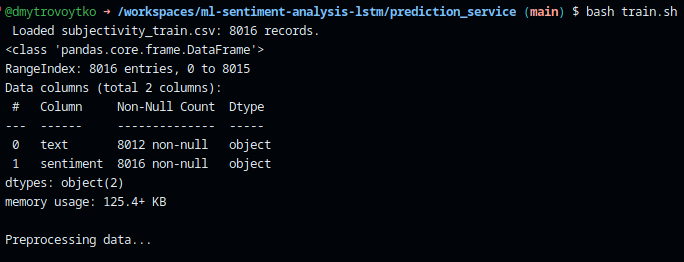 @dmytrovoytko ➜ /workspaces/ml-sentiment-analysis-lstm/prediction_service (main) $ bash train.sh
 Loaded subjectivity_train.csv: 8016 records.
<class 'pandas.core.frame.DataFrame'>
RangeIndex: 8016 entries, 0 to 8015
Data columns (total 2 columns):
 #   Column     Non-Null Count  Dtype
---  ------     --------------  -----
 0   text       8012 non-null   object
 1   sentiment  8016 non-null   object
dtypes: object(2)
memory usage: 125.4+ KB

Preprocessing data...